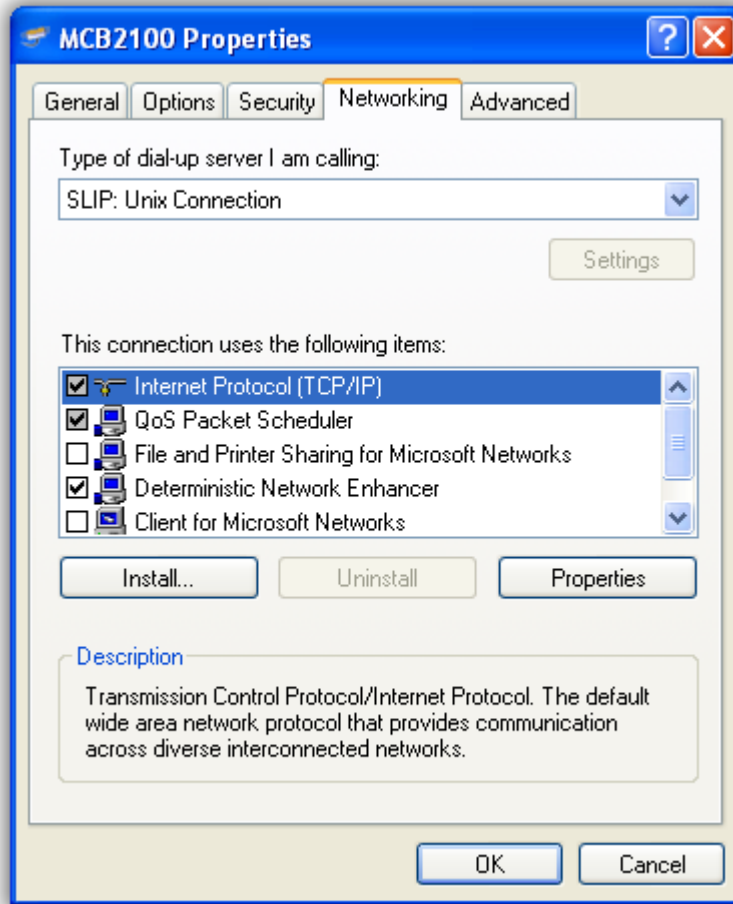 MCB2100 Properties
General Options Security Networking Advanced
Type of dial-up server I am calling:
SLIP: Unix Connection
Settings
This connection uses the following items:
Internet Protocol (TCP/IP)
QoS Packet Scheduler
File and Printer Sharing for Microsoft Networks
Deterministic Network Enhancer
Client for Microsoft Networks
Install... Uninstall Properties
Description
Transmission Control Protocol/Internet Protocol. The default
wide area network protocol that provides communication
across diverse interconnected networks.
OK Cancel